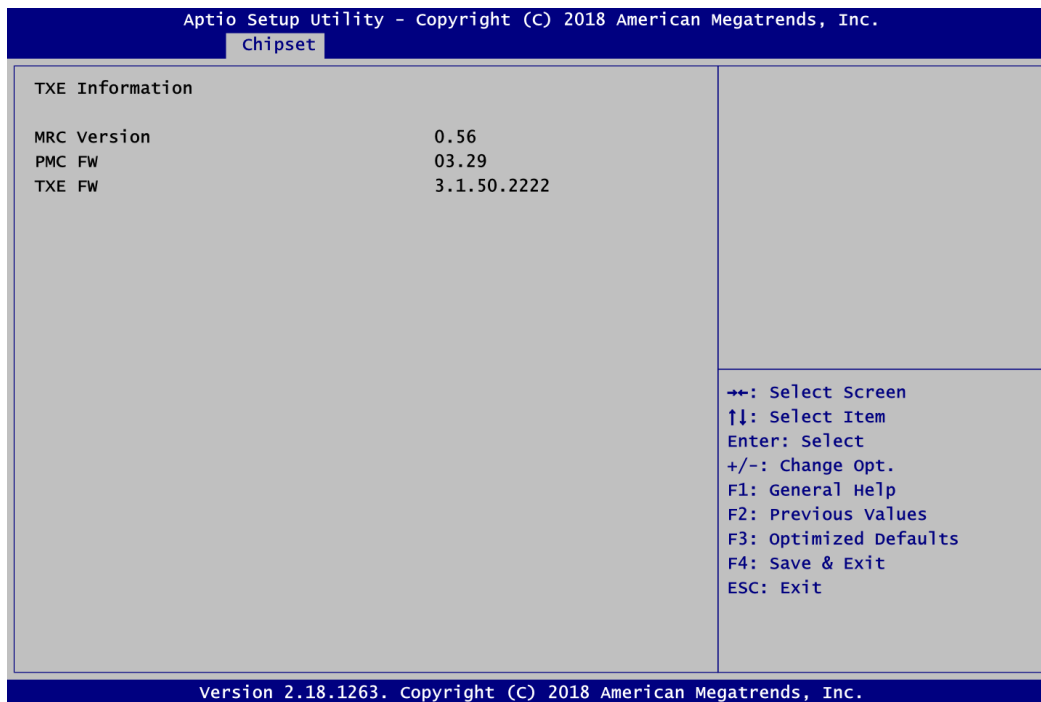 Aptio Setup Utility - Copyright (C) 2018 American Megatrends, Inc.
Chipset
TXE Information
MRC Version 0.56
PMC FW 03.29
TXE FW 3.1.50.2222
→←: Select Screen
↑↓: Select Item
Enter: Select
+/-: Change Opt.
F1: General Help
F2: Previous Values
F3: Optimized Defaults
F4: Save & Exit
ESC: Exit
Version 2.18.1263. Copyright (C) 2018 American Megatrends, Inc.